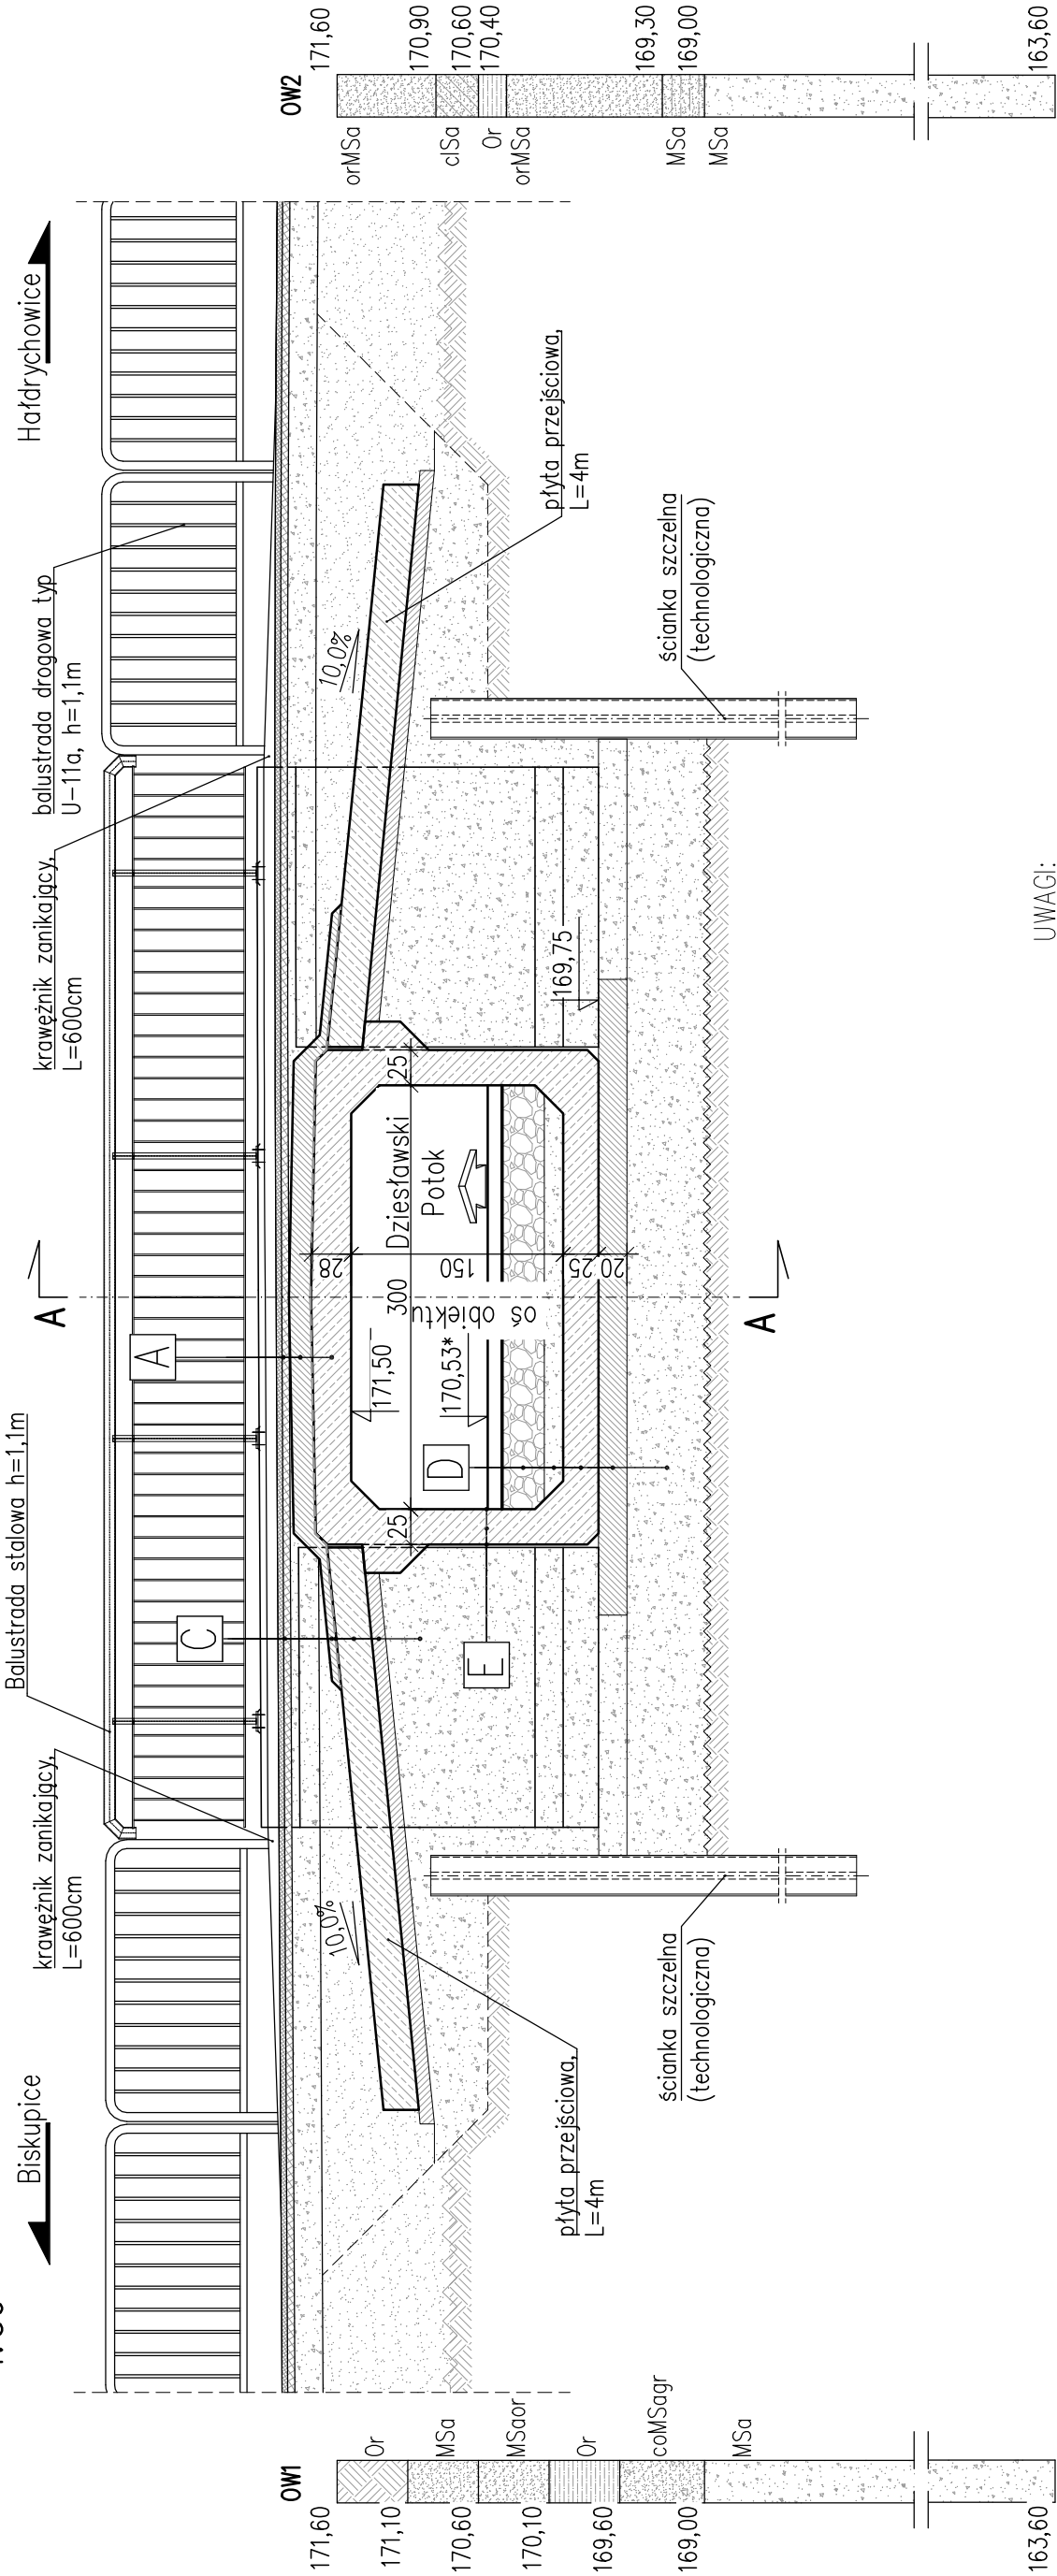 Biskupice
Hałdrychowice
Balustrada stalowa h=1,1m
krawężnik zanikający,
L=600cm
krawężnik zanikający,
L=600cm
balustrada drogowa typ
U-11a, h=1,1m
A
A
C
OW1
171,60
171,10
170,60
170,10
169,60
169,00
163,60
Or
MSa
MSaor
Or
coMSagr
MSa
10,0%
10,0%
171,50
28
25
300
25
Dziesławski
Potok
150
170,53*
oś obiektu
D
E
25
20
169,75
płyta przejściowa,
L=4m
płyta przejściowa,
L=4m
ścianka szczelna
(technologiczna)
ścianka szczelna
(technologiczna)
A
OW2
171,60
170,90
170,60
170,40
169,30
169,00
163,60
orMSa
clSa
Or
orMSa
MSa
MSa
UWAGI: